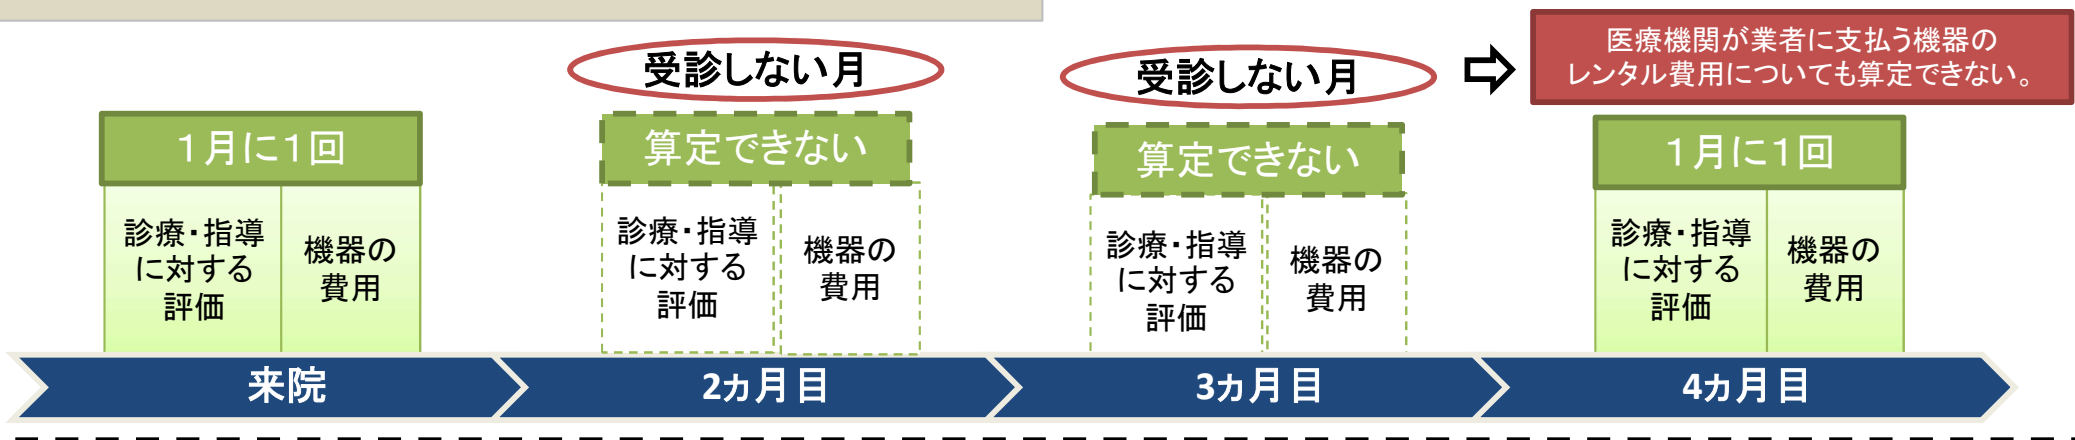 受診しない月
受診しない月
医療機関が業者に支払う機器の
レンタル費用についても算定できない。
1月に1回
診療・指導
に対する
評価
機器の
費用
算定できない
診療・指導
に対する
評価
機器の
費用
算定できない
診療・指導
に対する
評価
機器の
費用
1月に1回
診療・指導
に対する
評価
機器の
費用
来院
2カ月目
3カ月目
4カ月目